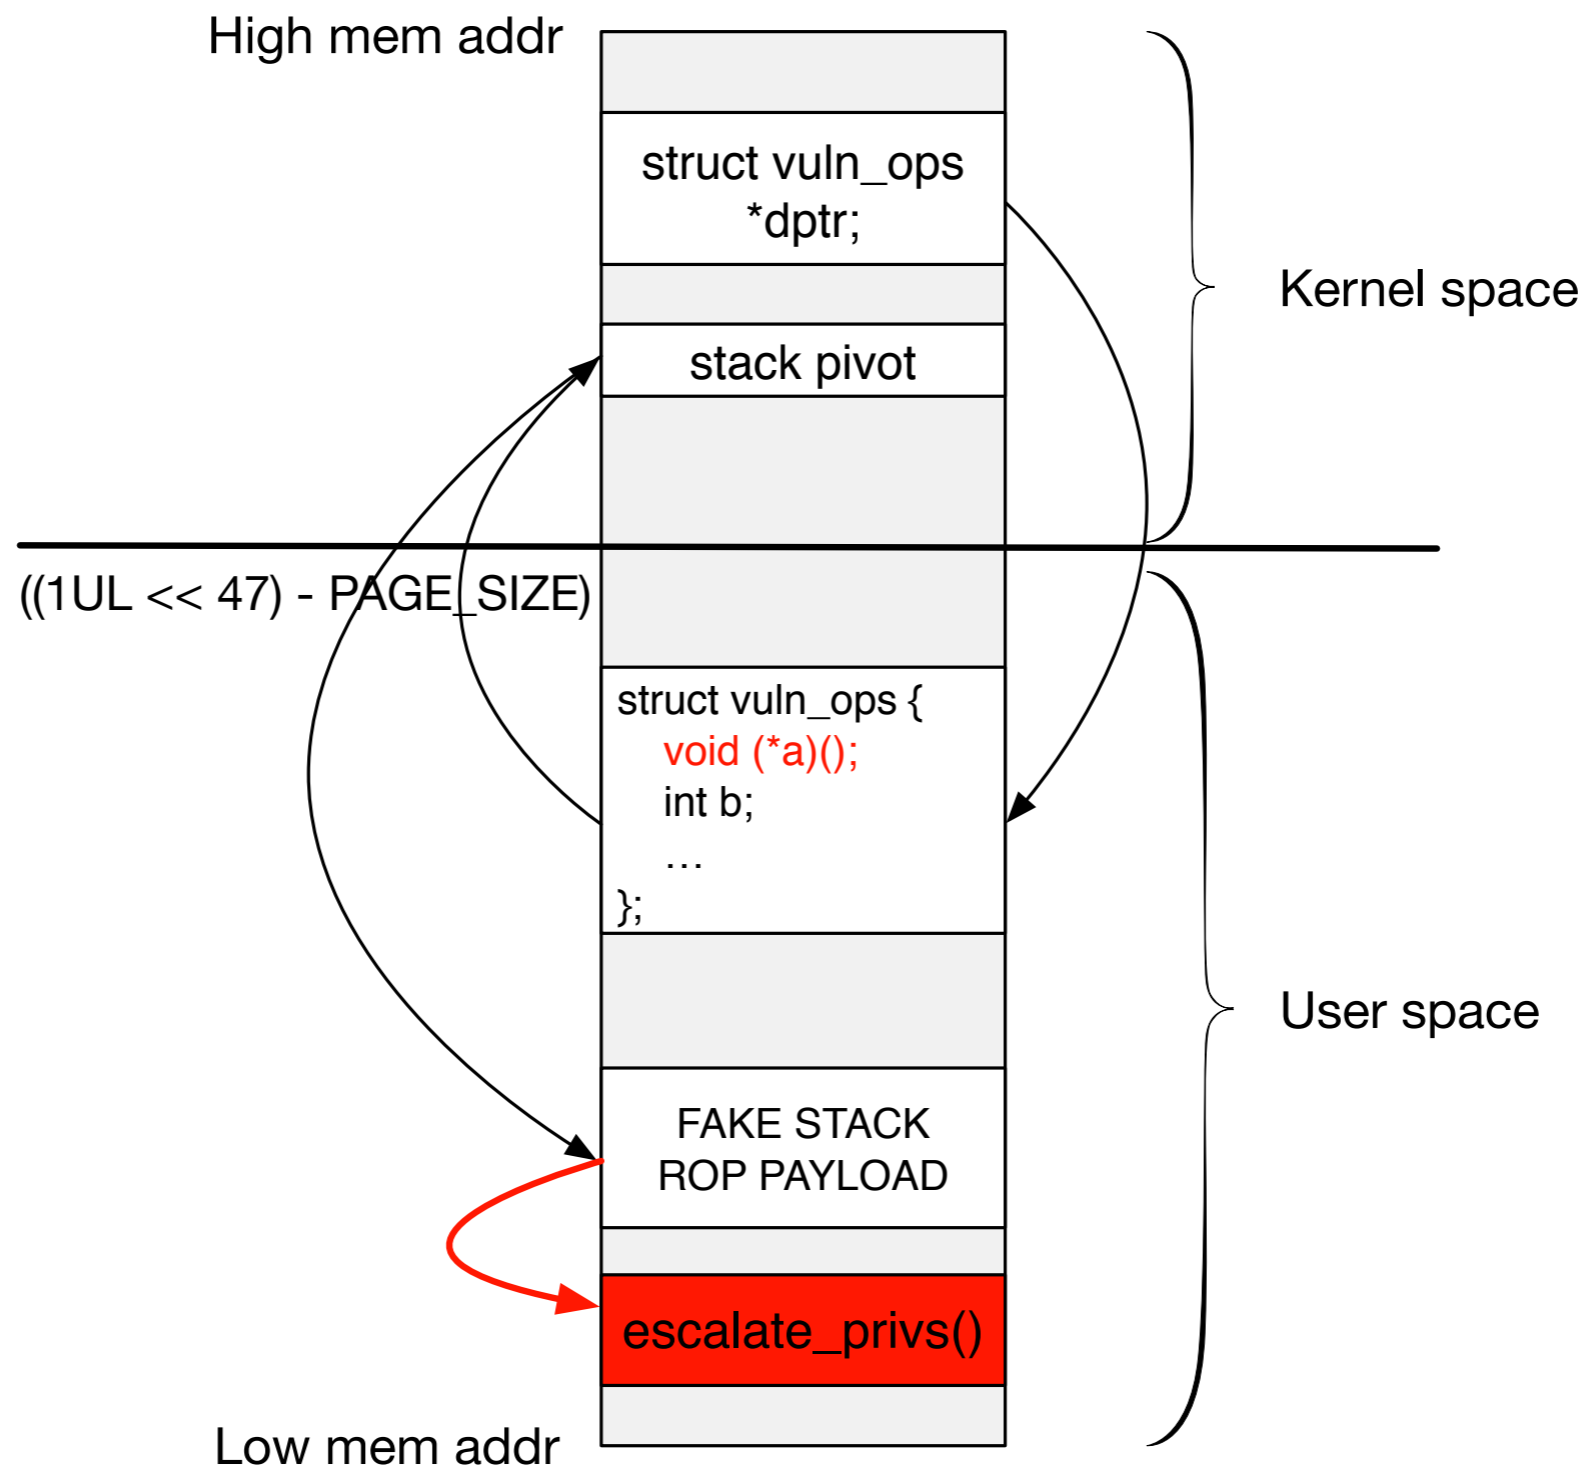 High mem addr
struct vuln_ops
*dptr;
Kernel space
stack pivot
((1UL << 47) - PAGE_SIZE)
struct vuln_ops {
void (*a)();
int b;
…
};
User space
FAKE STACK
ROP PAYLOAD
escalate_privs()
Low mem addr